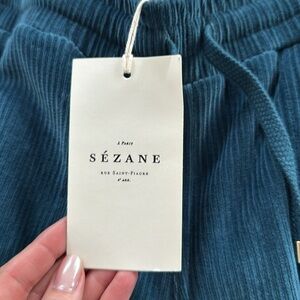 À PARIS
SÉZANE
RUE SAINT-FIACRE
2e ARR.